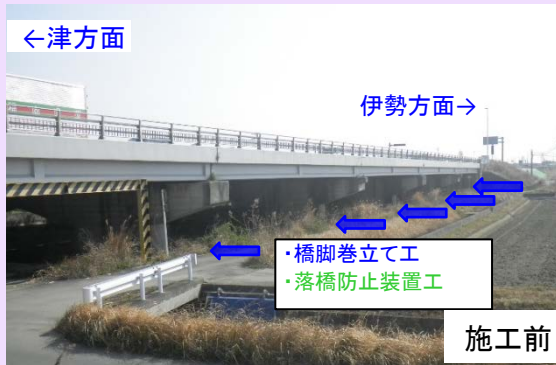 ←津方面
伊勢方面→
・橋脚巻立て工
・落橋防止装置工
施工前